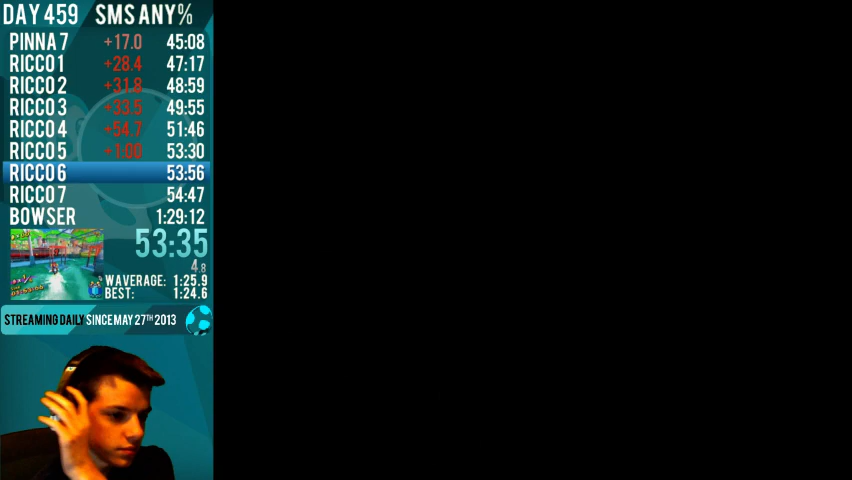 DAY 459 SMS ANY%
PINNA 7 +17.0 45:08
RICCO 1 +28.4 47:17
RICCO 2 +31.8 48:59
RICCO 3 +33.5 49:55
RICCO 4 +54.7 51:46
RICCO 5 +1:00 53:30
RICCO 6 53:56
RICCO 7 54:47
BOWSER 1:29:12
53:35
4.8
WAVERAGE: 1:25.9
BEST: 1:24.6
STREAMING DAILY SINCE MAY 27TH 2013